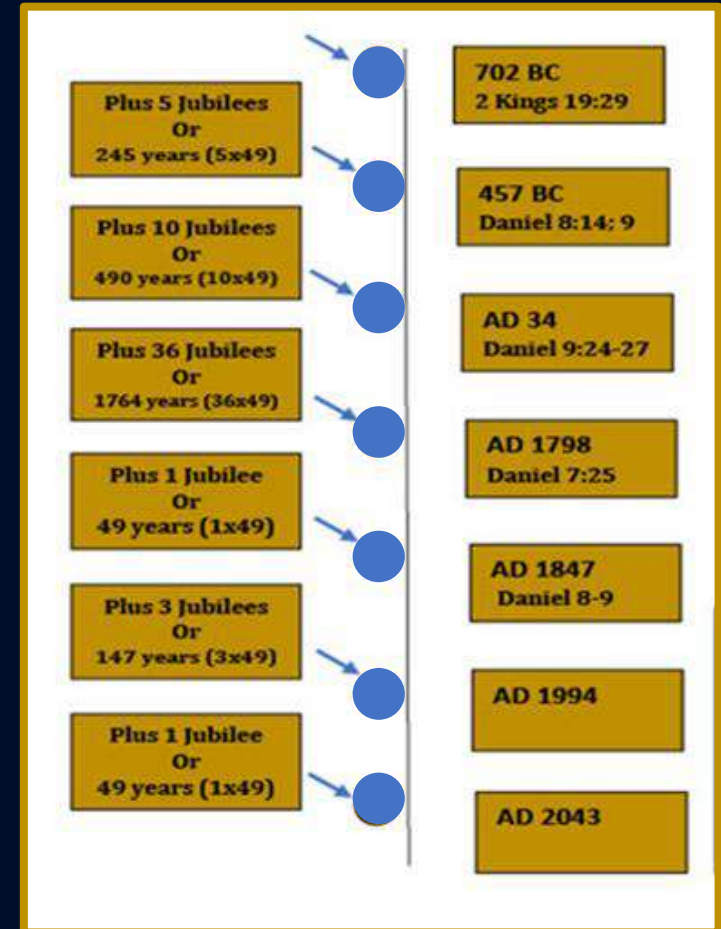 702 BC
2 Kings 19:29
Plus 5 Jubilees
Or
245 years (5x49)
457 BC
Daniel 8:14; 9
Plus 10 Jubilees
Or
490 years (10x49)
AD 34
Daniel 9:24-27
Plus 36 Jubilees
Or
1764 years (36x49)
AD 1798
Daniel 7:25
Plus 1 Jubilee
Or
49 years (1x49)
AD 1847
Daniel 8-9
Plus 3 Jubilees
Or
147 years (3x49)
AD 1994
Plus 1 Jubilee
Or
49 years (1x49)
AD 2043